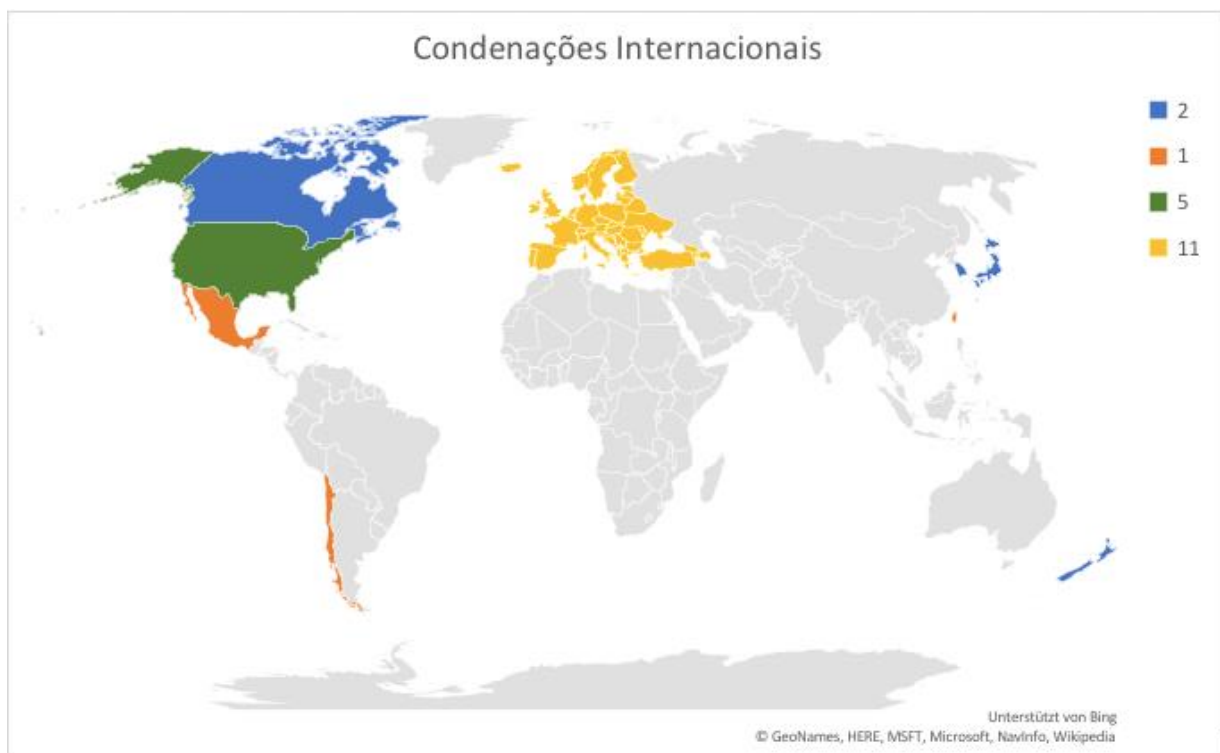 Condenações Internacionais
2
1
5
11
Unterstützt von Bing
© GeoNames, HERE, MSFT, Microsoft, NavInfo, Wikipedia